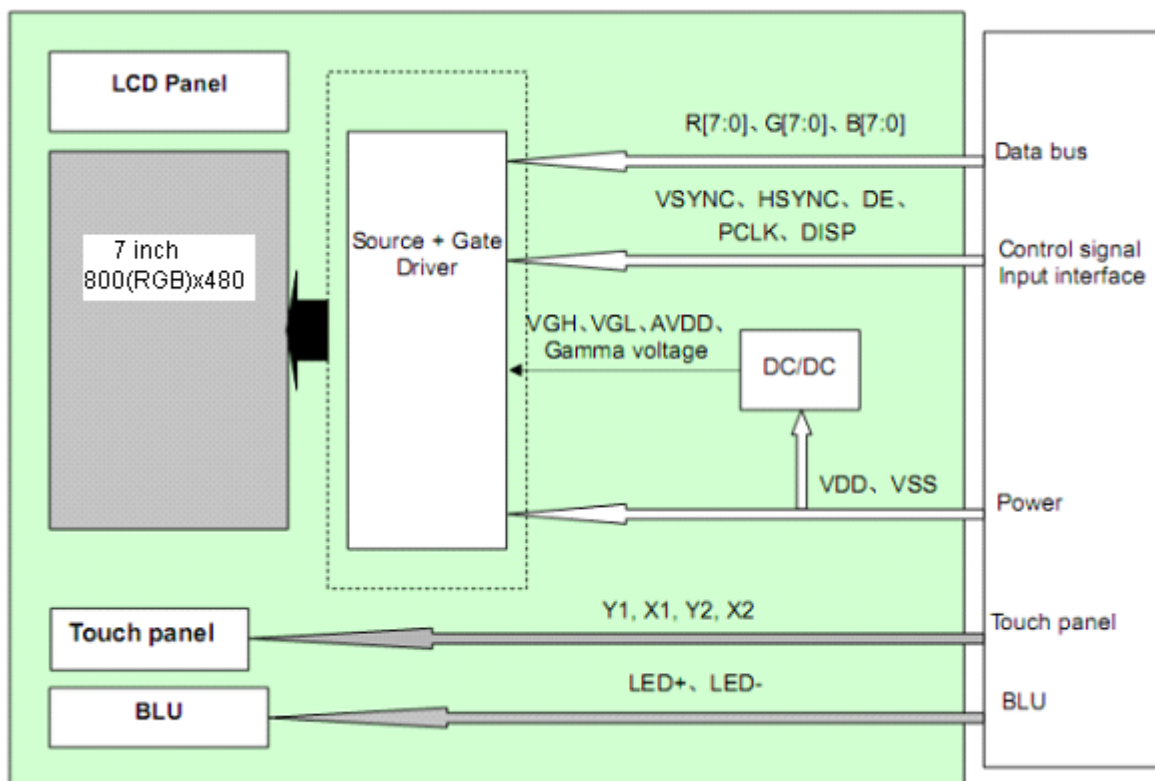 LCD Panel
7 inch
800(RGB)x480
Source + Gate
Driver
R[7:0]、G[7:0]、B[7:0]
VSYNC、HSYNC、DE、
PCLK、DISP
VGH、VGL、AVDD、
Gamma voltage
DC/DC
VDD、VSS
Data bus
Control signal
Input interface
Power
Touch panel
Y1, X1, Y2, X2
Touch panel
BLU
LED+、LED-
BLU